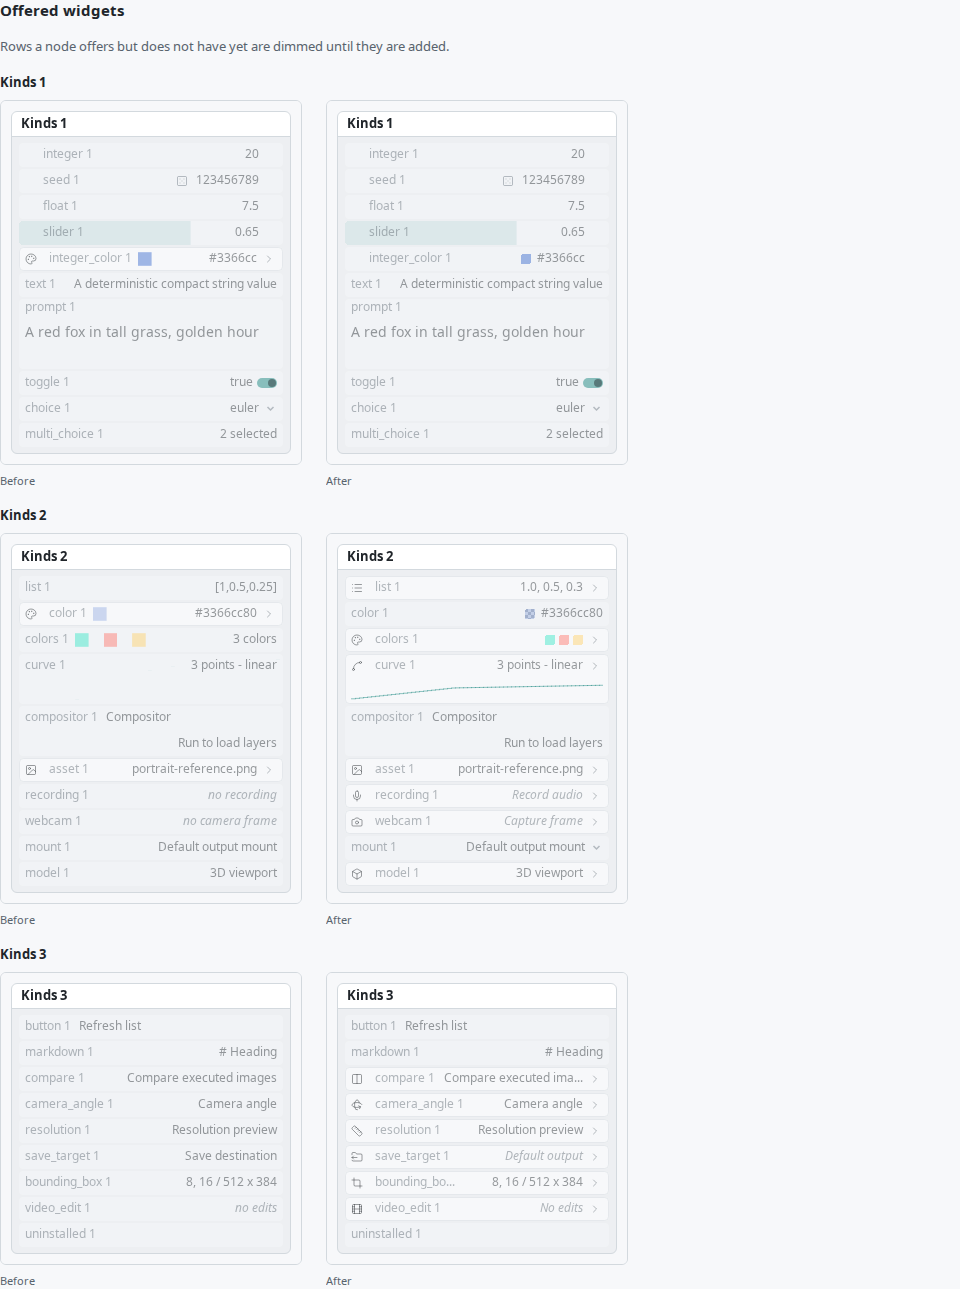 Offered widgets
Rows a node offers but does not have yet are dimmed until they are added.
Kinds 1
Kinds 1
integer 1 20
seed 1 123456789
float 1 7.5
slider 1 0.65
integer_color 1 #3366cc
text 1 A deterministic compact string value
prompt 1
A red fox in tall grass, golden hour
toggle 1 true
choice 1 euler
multi_choice 1 2 selected
Before
Kinds 1
integer 1 20
seed 1 123456789
float 1 7.5
slider 1 0.65
integer_color 1 #3366cc
text 1 A deterministic compact string value
prompt 1
A red fox in tall grass, golden hour
toggle 1 true
choice 1 euler
multi_choice 1 2 selected
After
Kinds 2
Kinds 2
list 1 [1,0.5,0.25]
color 1 #3366cc80
colors 1 3 colors
curve 1 3 points - linear
compositor 1 Compositor
Run to load layers
asset 1 portrait-reference.png
recording 1 no recording
webcam 1 no camera frame
mount 1 Default output mount
model 1 3D viewport
Before
Kinds 2
list 1 1.0, 0.5, 0.3
color 1 #3366cc80
colors 1
curve 1 3 points - linear
compositor 1 Compositor
Run to load layers
asset 1 portrait-reference.png
recording 1 Record audio
webcam 1 Capture frame
mount 1 Default output mount
model 1 3D viewport
After
Kinds 3
Kinds 3
button 1 Refresh list
markdown 1 # Heading
compare 1 Compare executed images
camera_angle 1 Camera angle
resolution 1 Resolution preview
save_target 1 Save destination
bounding_box 1 8, 16 / 512 x 384
video_edit 1 no edits
uninstalled 1
Before
Kinds 3
button 1 Refresh list
markdown 1 # Heading
compare 1 Compare executed ima...
camera_angle 1 Camera angle
resolution 1 Resolution preview
save_target 1 Default output
bounding_bo... 8, 16 / 512 x 384
video_edit 1 No edits
uninstalled 1
After